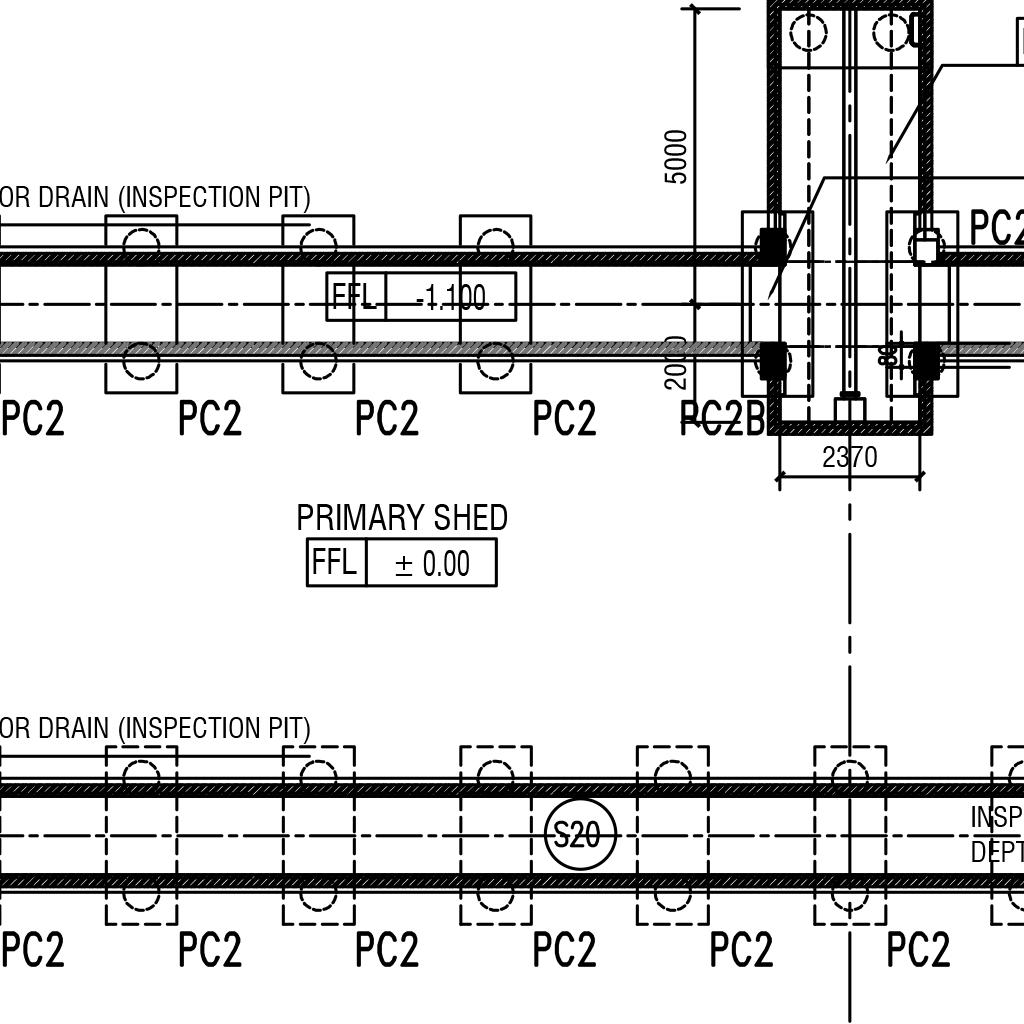 5000
OR DRAIN (INSPECTION PIT)
PC2
FFL -1.100
2000
80
PC2 PC2 PC2 PC2 PC2B
2370
PRIMARY SHED
FFL ± 0.00
OR DRAIN (INSPECTION PIT)
S20
INSP
DEPT
PC2 PC2 PC2 PC2 PC2 PC2